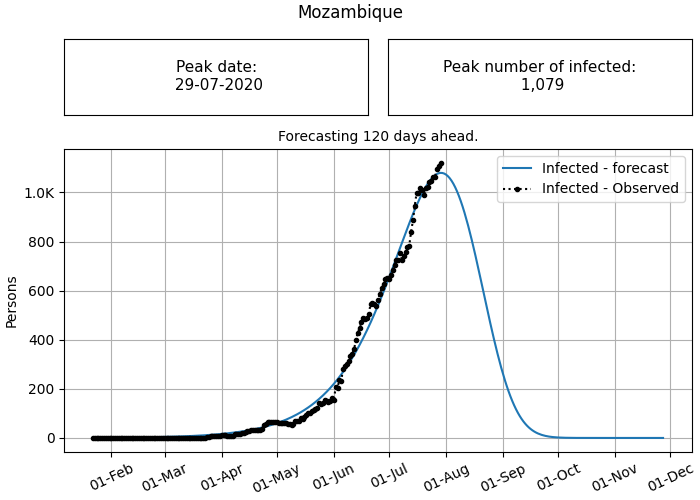 Mozambique
Peak date:
29-07-2020
Peak number of infected:
1,079
Forecasting 120 days ahead.
Infected - forecast
Infected - Observed
Persons
1.0K
800
600
400
200
0
01-Feb
01-Mar
01-Apr
01-May
01-Jun
01-Jul
01-Aug
01-Sep
01-Oct
01-Nov
01-Dec